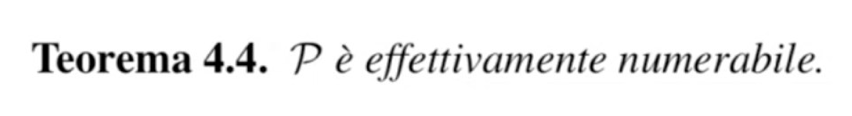 Teorema 4.4. 𝒫 è effettivamente numerabile.